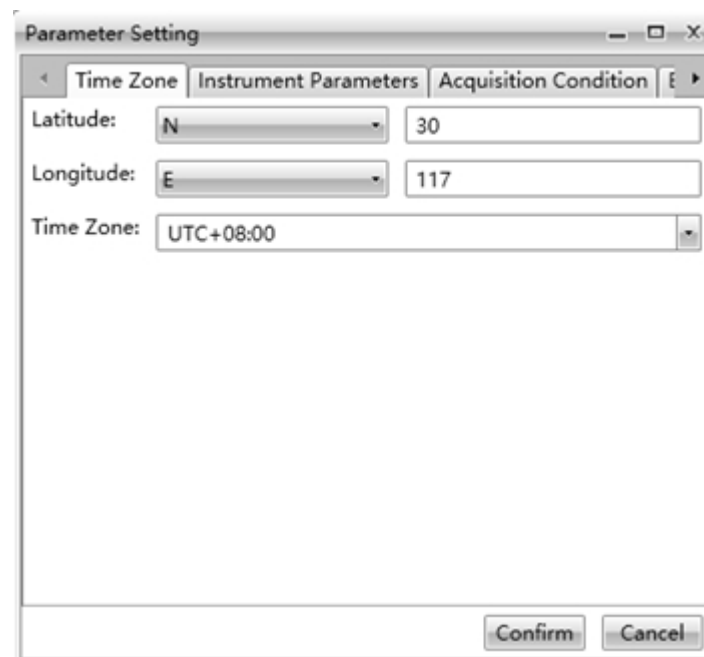 Parameter Setting
Time Zone Instrument Parameters Acquisition Condition
Latitude: N 30
Longitude: E 117
Time Zone: UTC+08:00
Confirm Cancel